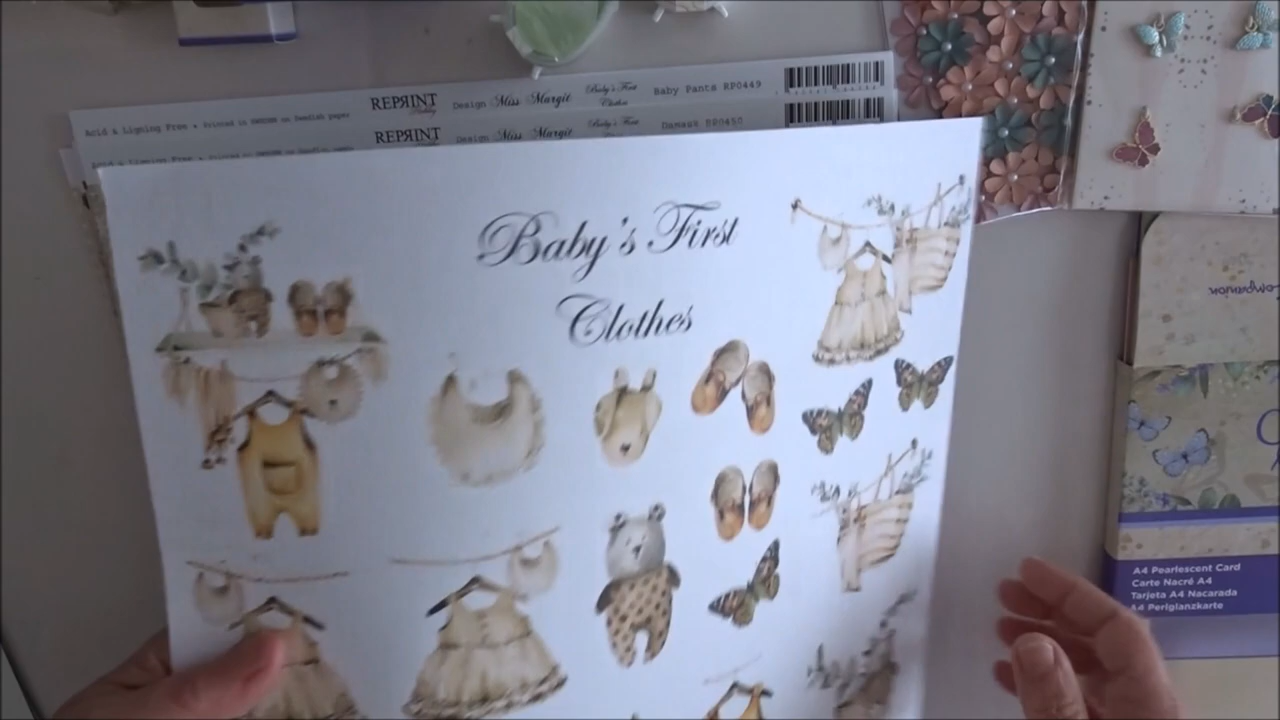 REPRINT Design Miss Margit Baby's First Clothes Baby Pants RP0449
Acid & Ligning Free • Printed in SWEDEN on Swedish paper
REPRINT Design Miss Margit Baby's First Damask RP0450
Baby's First
Clothes
A4 Pearlescent Card
Carte Nacré A4
Tarjeta A4 Nacarada
A4 Perlglanzkarte